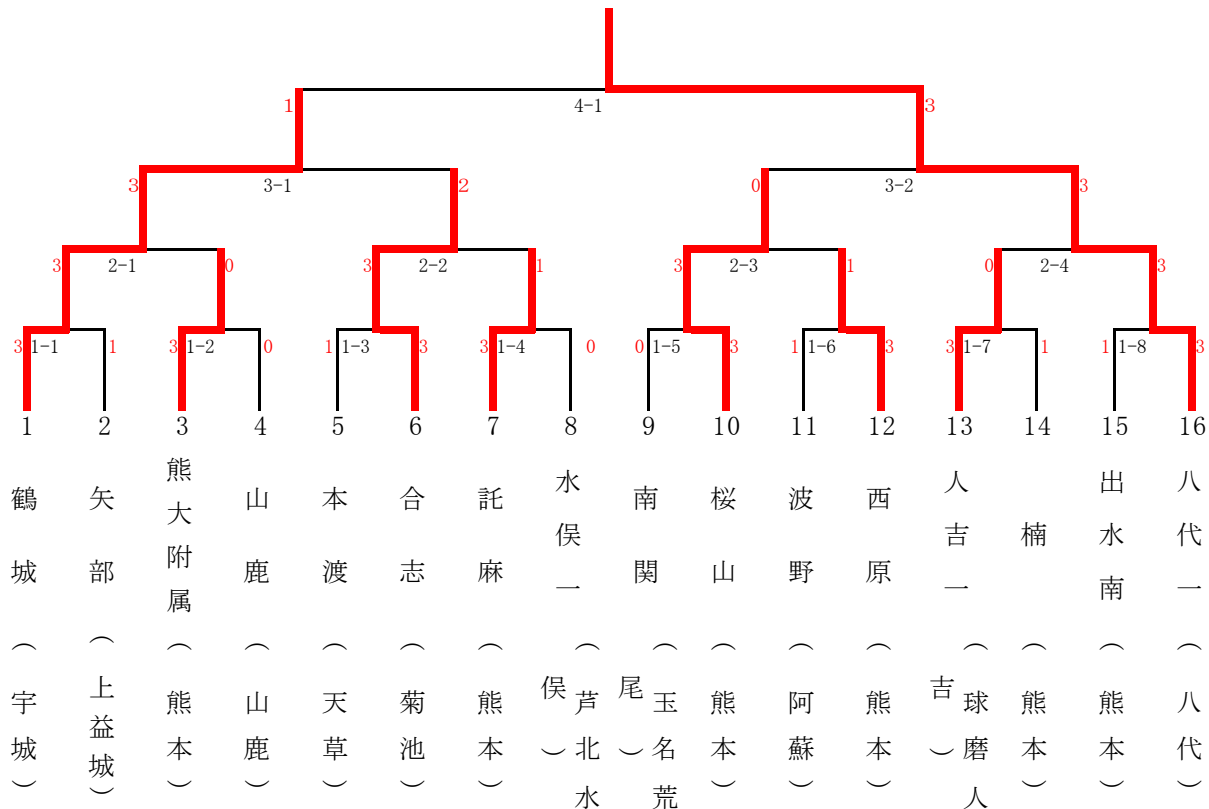 4-1
1
3
3-1
3-2
3
2
0
3
2-1
2-2
2-3
2-4
3
0
3
1
3
1
0
3
3 1-1 1
3 1-2 0
1 1-3 3
3 1-4 0
0 1-5 3
1 1-6 3
3 1-7 1
1 1-8 3
1 2 3 4 5 6 7 8 9 10 11 12 13 14 15 16
鶴城(宇城)
矢部(上益城)
熊大附属(熊本)
山鹿(山鹿)
本渡(天草)
合志(菊池)
託麻(熊本)
水俣一(芦北水俣)
南関(玉名荒尾)
桜山(熊本)
波野(阿蘇)
西原(熊本)
人吉一(球磨人吉)
楠(熊本)
出水南(熊本)
八代一(八代)